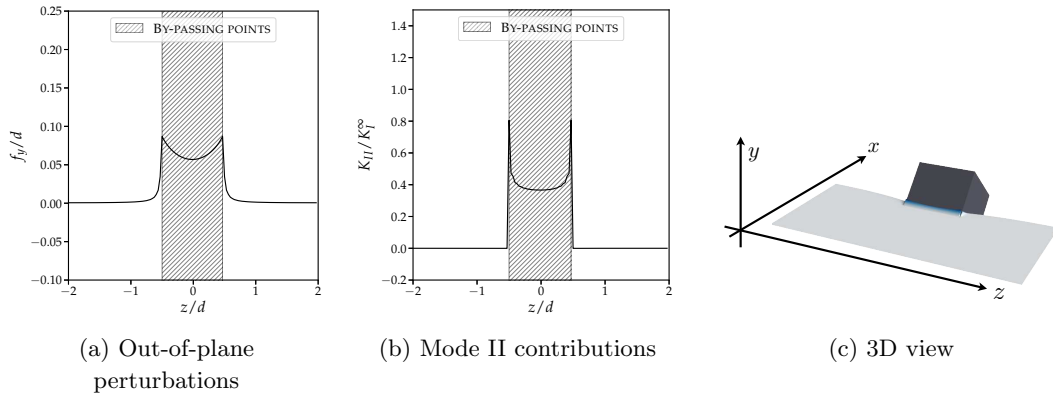 0.25
0.20
0.15
0.10
0.05
0.00
−0.05
−0.10
f_y/d
BY-PASSING POINTS
−2 −1 0 1 2
z/d
1.4
1.2
1.0
0.8
0.6
0.4
0.2
0.0
−0.2
K_{II}/K_I^∞
BY-PASSING POINTS
−2 −1 0 1 2
z/d
y
x
z
(a) Out-of-plane
perturbations
(b) Mode II contributions
(c) 3D view